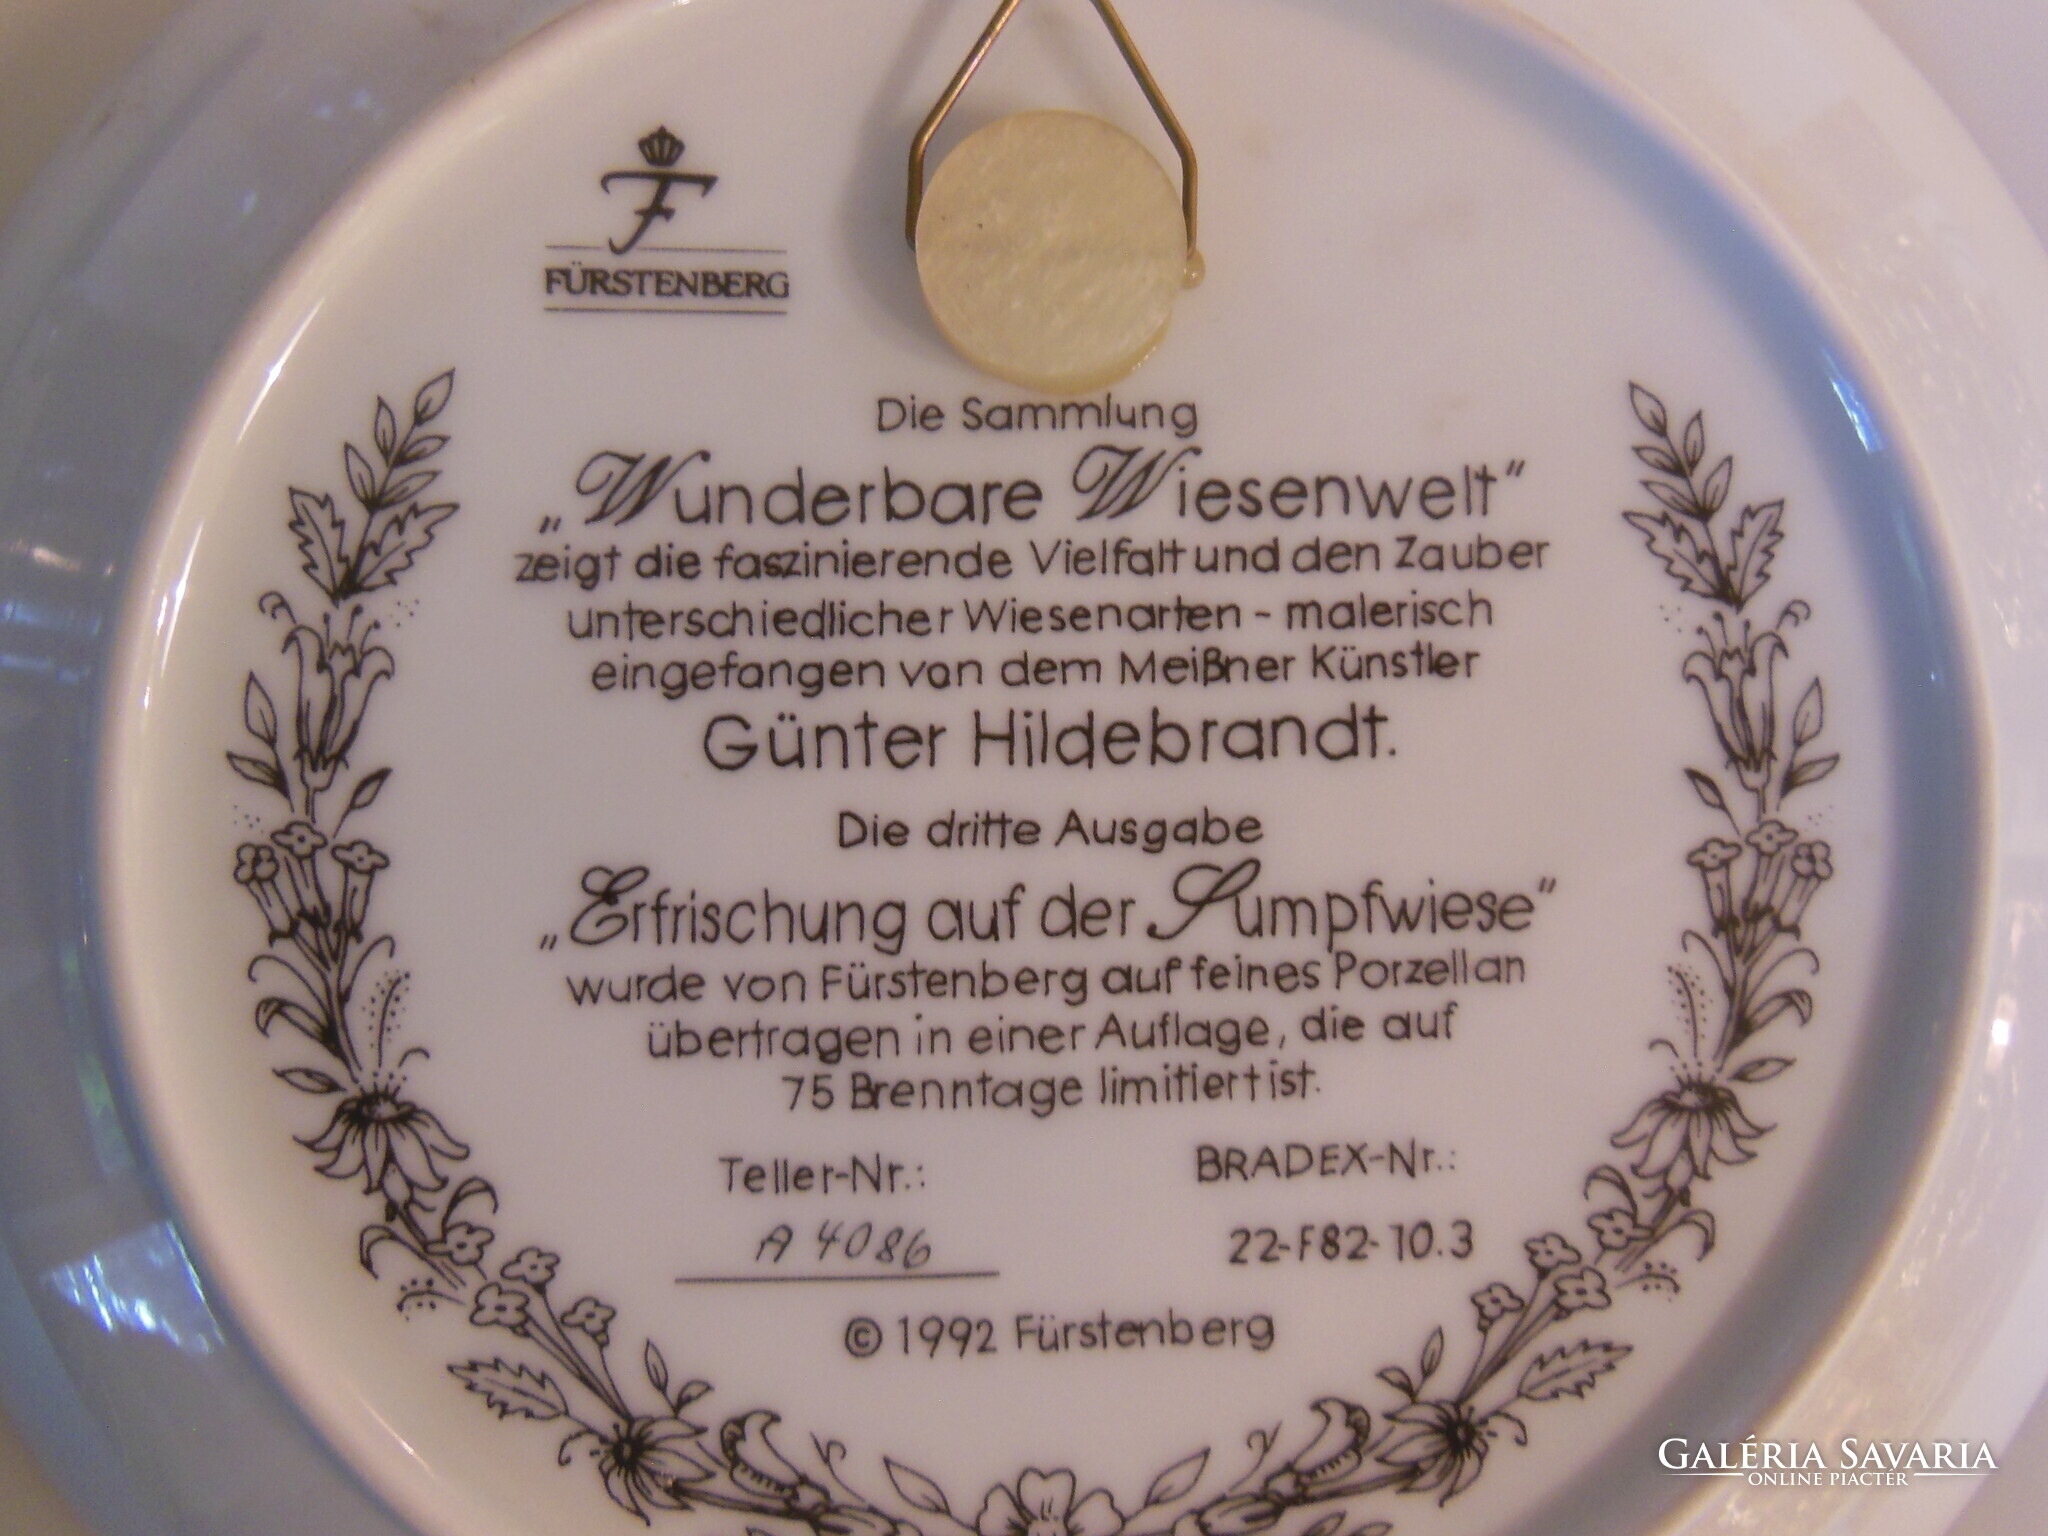 F
FÜRSTENBERG
Die Sammlung
„Wunderbare Wiesenwelt“
zeigt die faszinierende Vielfalt und den Zauber
unterschiedlicher Wiesenarten - malerisch
eingefangen von dem Meißner Künstler
Günter Hildebrandt.
Die dritte Ausgabe
„Erfrischung auf der Sumpfwiese“
wurde von Fürstenberg auf feines Porzellan
übertragen in einer Auflage, die auf
75 Brenntage limitiert ist.
Teller-Nr.: BRADEX-Nr.:
A 4086 22-F82-10.3
© 1992 Fürstenberg
GALÉRIA SAVARIA
ONLINE PIACTÉR